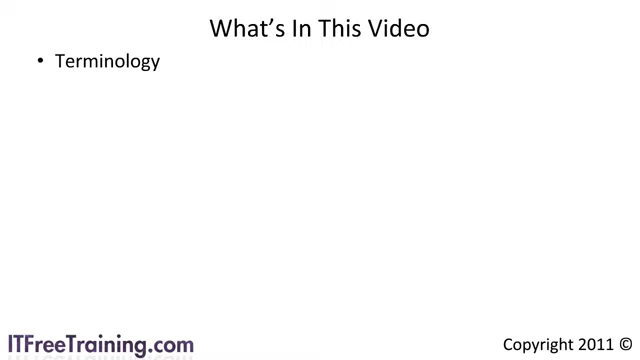 What's In This Video
• Terminology
ITFreeTraining.com
Copyright 2011 ©